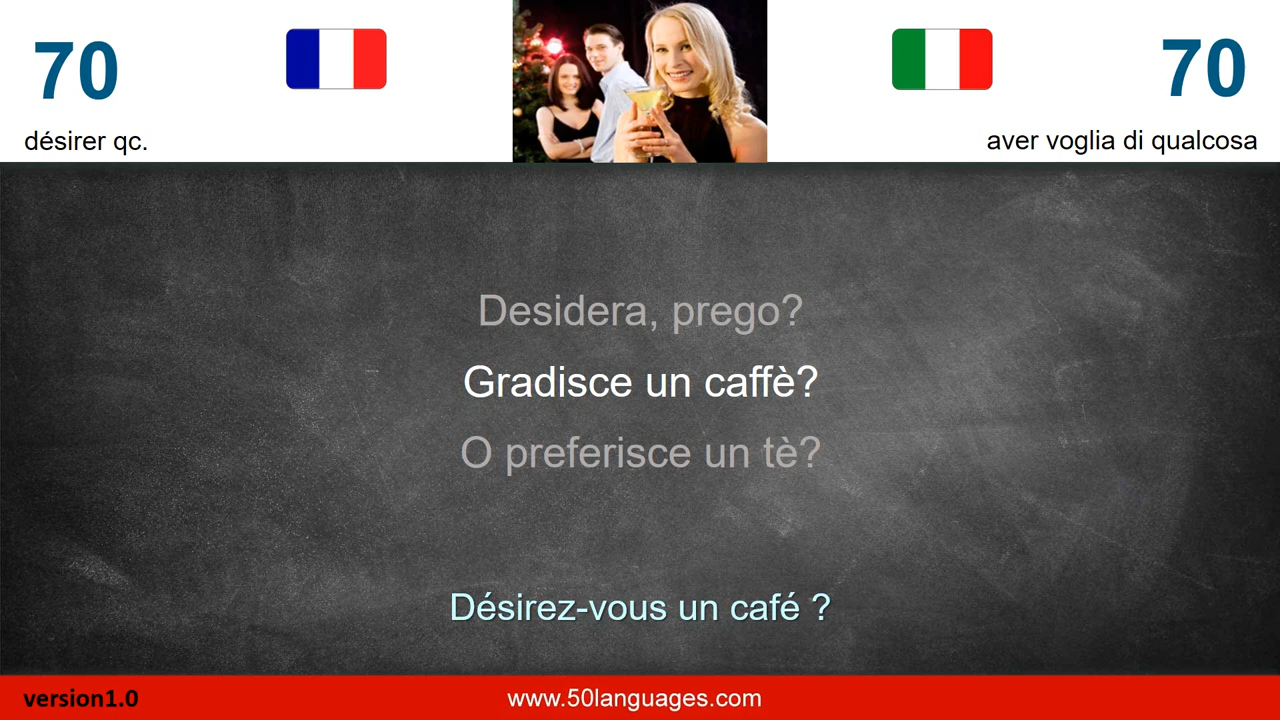 70
70
désirer qc.
aver voglia di qualcosa
Desidera, prego?
Gradisce un caffè?
O preferisce un tè?
Désirez-vous un café ?
version1.0
www.50languages.com